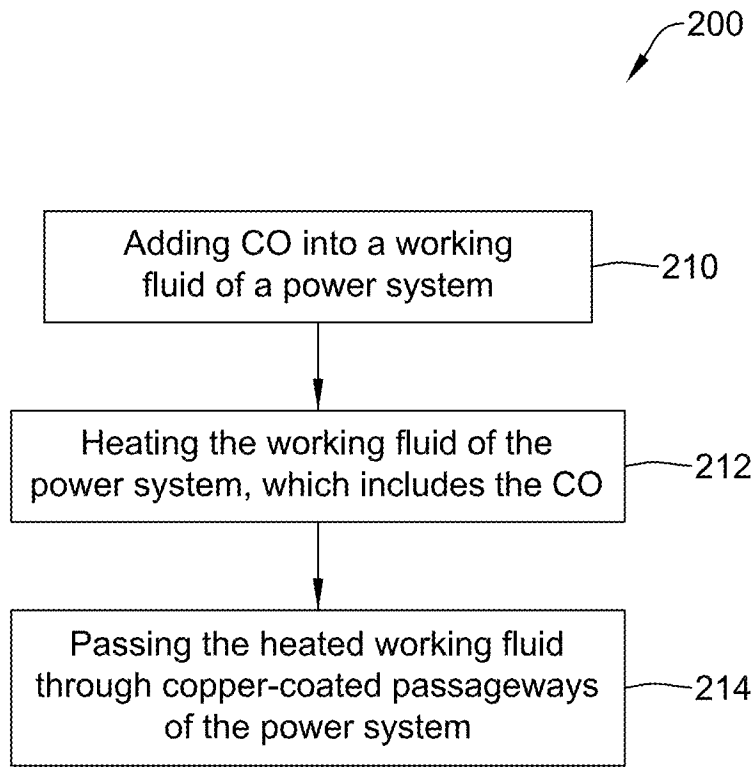 200
Adding CO into a working
fluid of a power system
210
Heating the working fluid of the
power system, which includes the CO
212
Passing the heated working fluid
through copper-coated passageways
of the power system
214